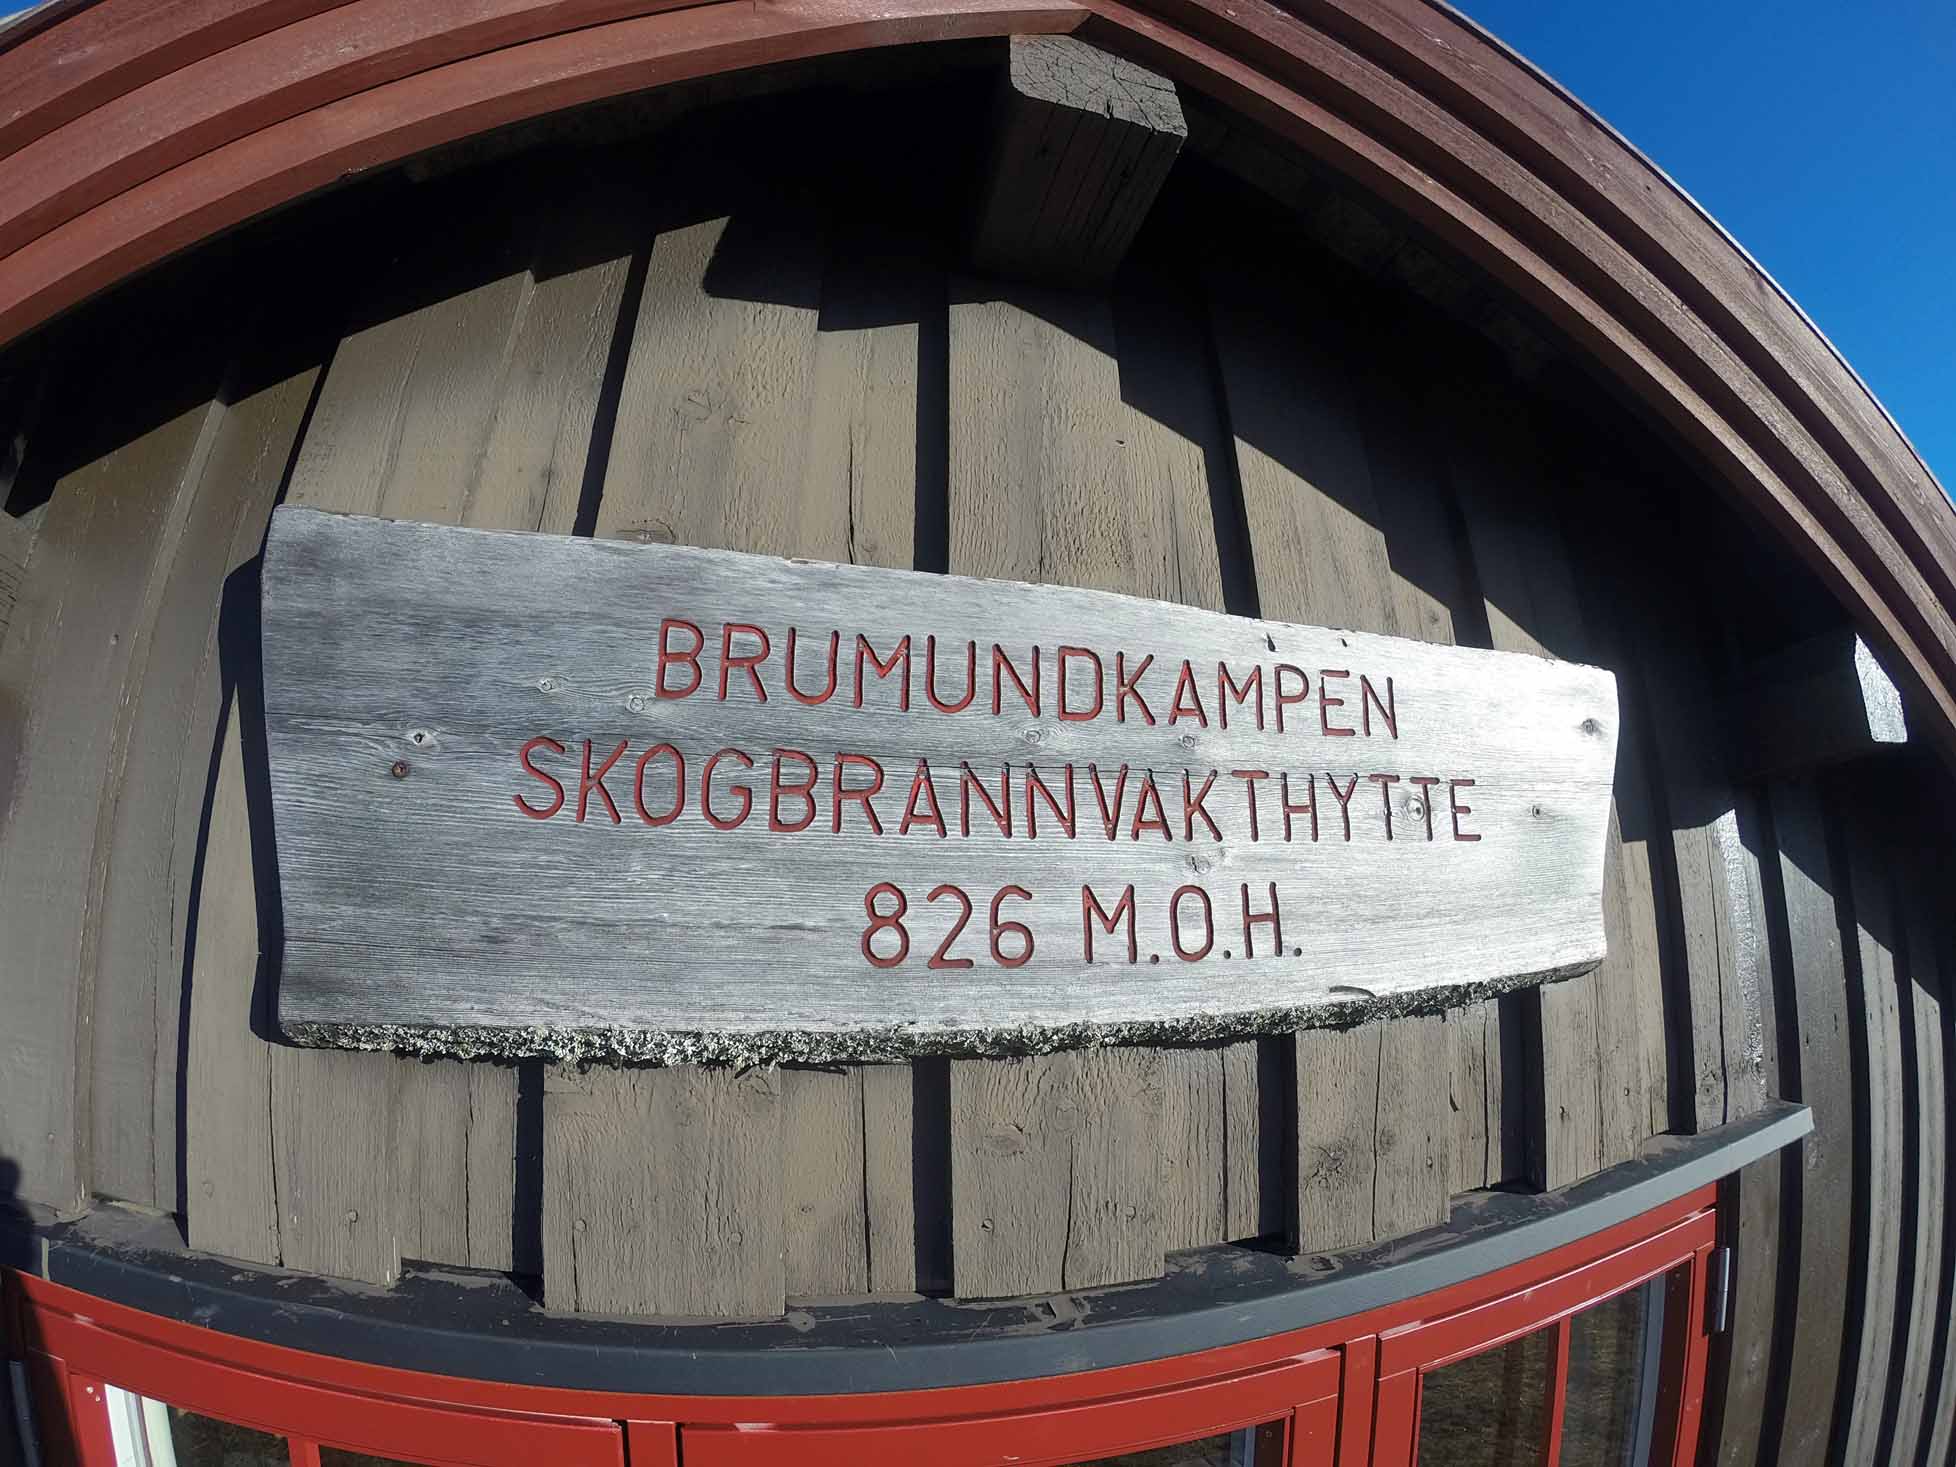 BRUMUNDKAMPEN
SKOGBRANNVAKTHYTTE
826 M.O.H.